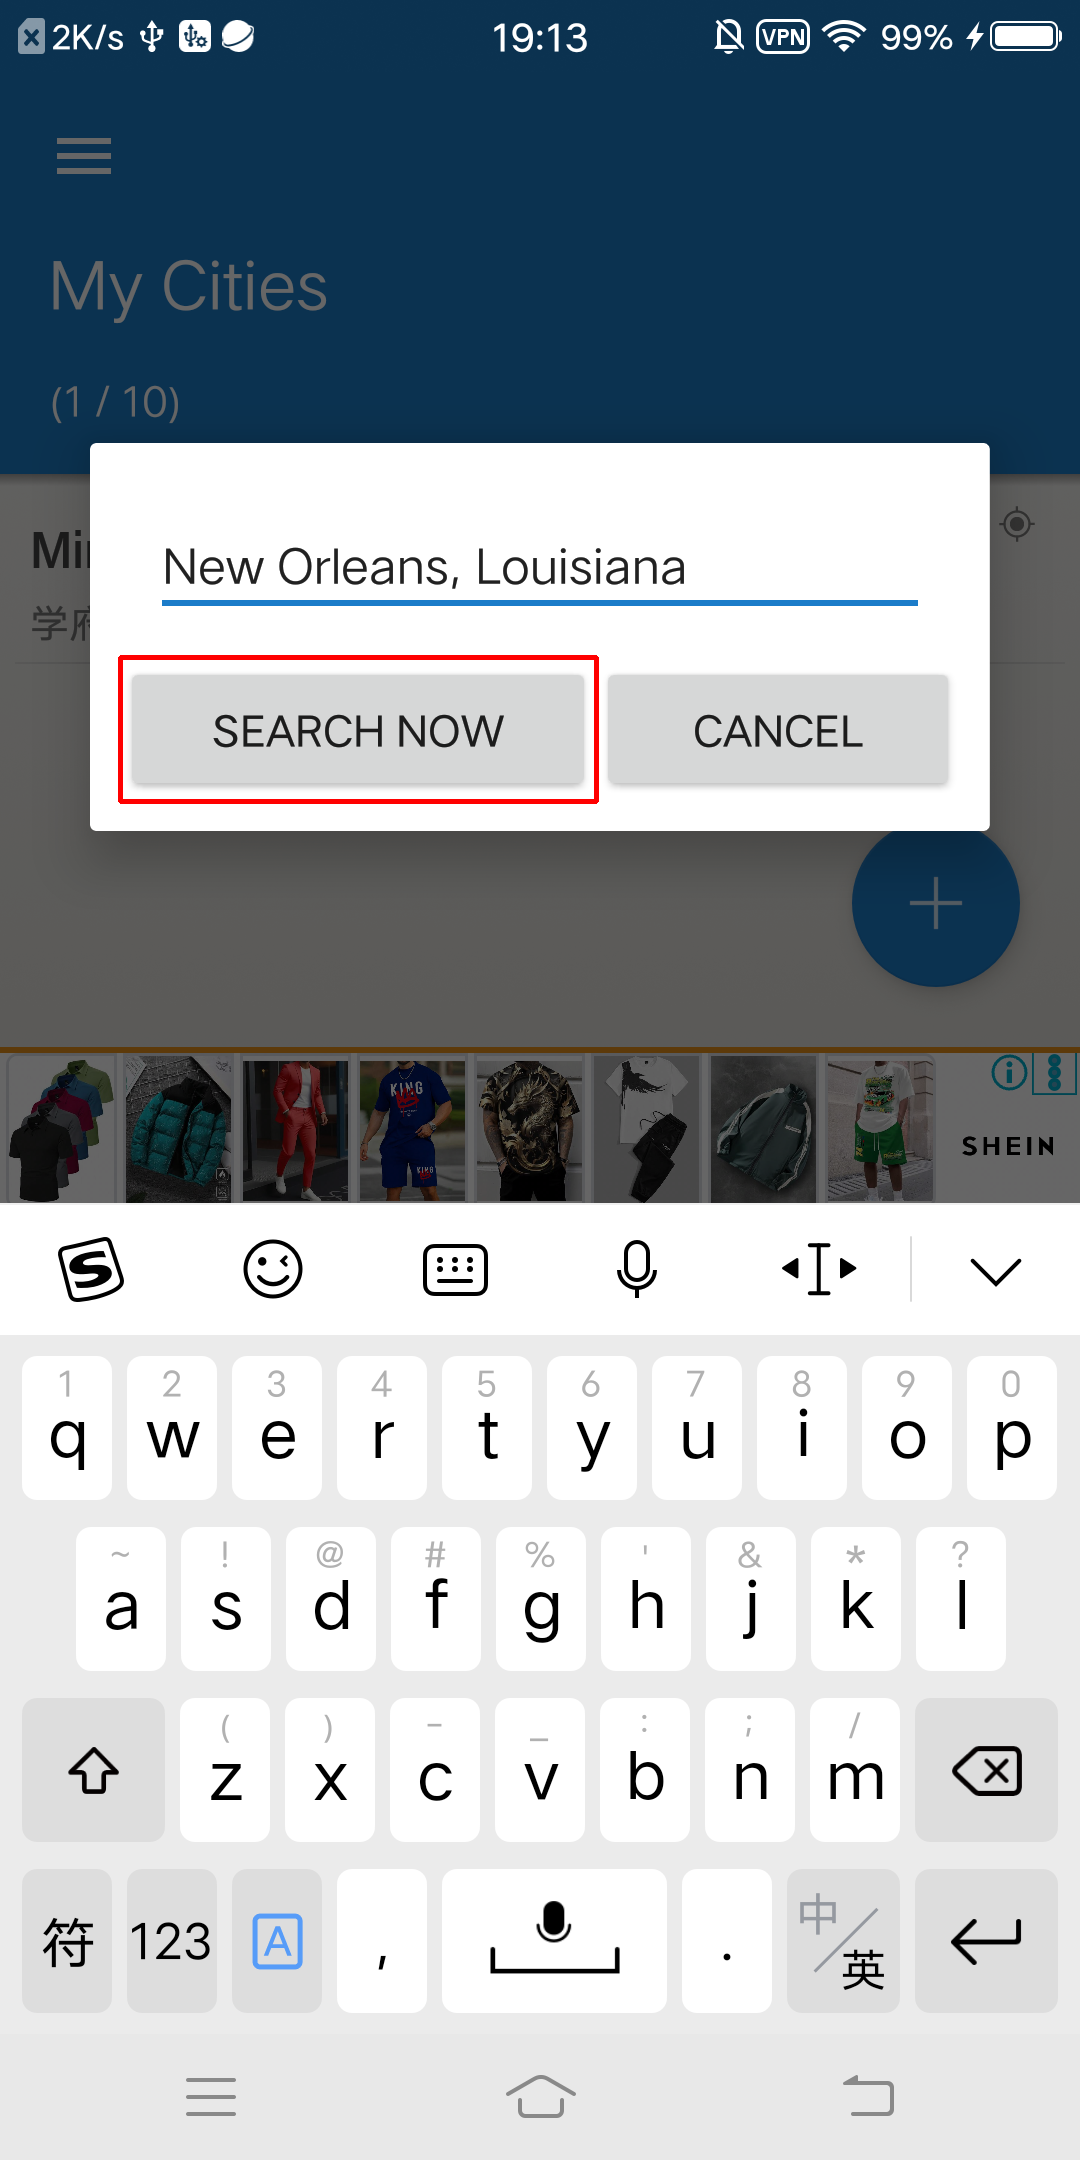 2K/s 19:13 VPN 99%
My Cities
(1 / 10)
Mi
学府
New Orleans, Louisiana
SEARCH NOW CANCEL
KING
KING
SHEIN
1 2 3 4 5 6 7 8 9 0
q w e r t y u i o p
~ ! @ # % ' & * ?
a s d f g h j k l
( ) - _ : ; /
z x c v b n m
符 123 A , . 中/英